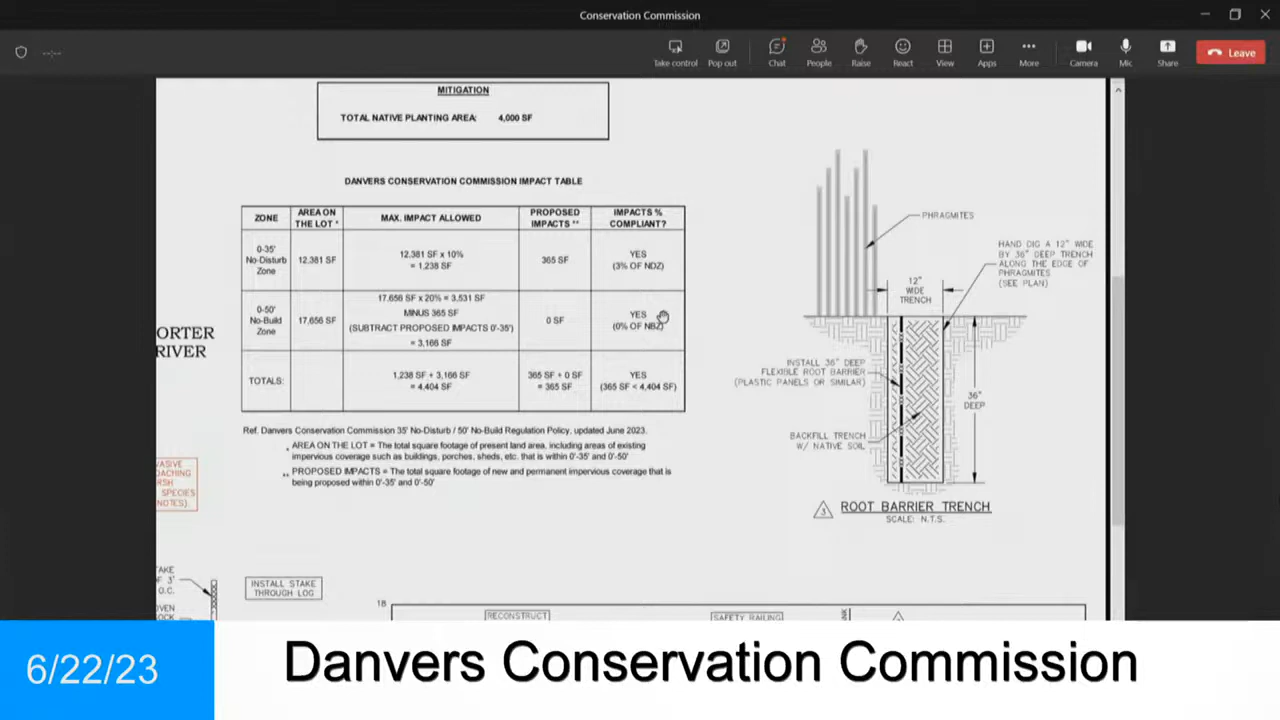 Conservation Commission
--:--
Take control
Pop out
Chat
People
Raise
React
View
Apps
More
Camera
Mic
Share
Leave
MITIGATION
TOTAL NATIVE PLANTING AREA: 4,000 SF
DANVERS CONSERVATION COMMISSION IMPACT TABLE
ZONE
AREA ON
THE LOT *
MAX. IMPACT ALLOWED
PROPOSED
IMPACTS **
IMPACTS %
COMPLIANT?
0-35'
No-Disturb
Zone
12,381 SF
12,381 SF x 10%
= 1,238 SF
365 SF
YES
(3% OF NDZ)
0-50'
No-Build
Zone
17,656 SF
17,656 SF x 20% = 3,531 SF
MINUS 365 SF
(SUBTRACT PROPOSED IMPACTS 0'-35')
= 3,166 SF
0 SF
YES
(0% OF NBZ)
TOTALS:
1,238 SF + 3,166 SF
= 4,404 SF
365 SF + 0 SF
= 365 SF
YES
(365 SF < 4,404 SF)
Ref. Danvers Conservation Commission 35' No-Disturb / 50' No-Build Regulation Policy, updated June 2023.
* AREA ON THE LOT = The total square footage of present land area, including areas of existing
impervious coverage such as buildings, porches, sheds, etc. that is within 0'-35' and 0'-50'
** PROPOSED IMPACTS = The total square footage of new and permanent impervious coverage that is
being proposed within 0'-35' and 0'-50'
ORTER
RIVER
VASIVE
OACHING
RSH
SPECIES
NOTES).
PHRAGMITES
HAND DIG A 12" WIDE
BY 36" DEEP TRENCH
ALONG THE EDGE OF
PHRAGMITES
(SEE PLAN)
12"
WIDE
TRENCH
INSTALL 36" DEEP
FLEXIBLE ROOT BARRIER
(PLASTIC PANELS OR SIMILAR)
36"
DEEP
BACKFILL TRENCH
W/ NATIVE SOIL
3
ROOT BARRIER TRENCH
SCALE: N.T.S.
TAKE
OF 3'
O.C.
OVEN
OCK
INSTALL STAKE
THROUGH LOG
18
RECONSTRUCT
SAFETY RAILING
6/22/23
Danvers Conservation Commission